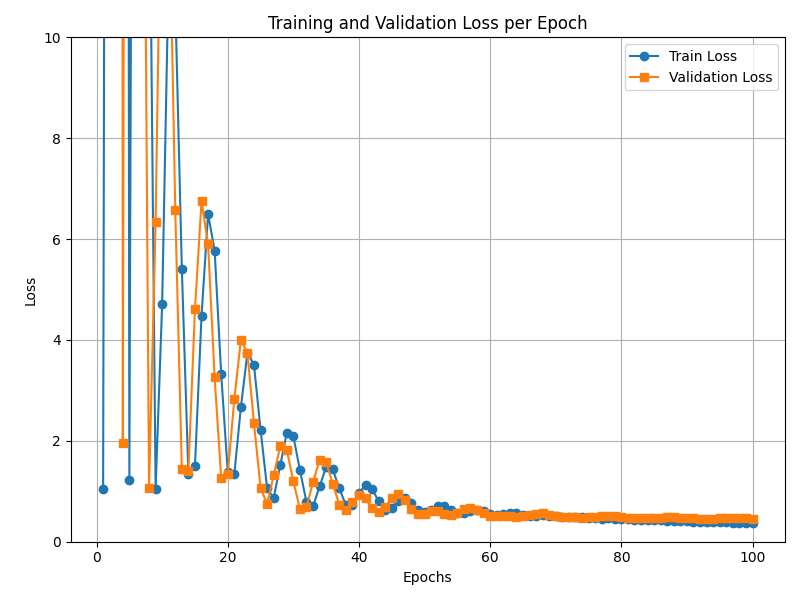 Training and Validation Loss per Epoch
Train Loss
Validation Loss
Loss
10
8
6
4
2
0
0 20 40 60 80 100
Epochs